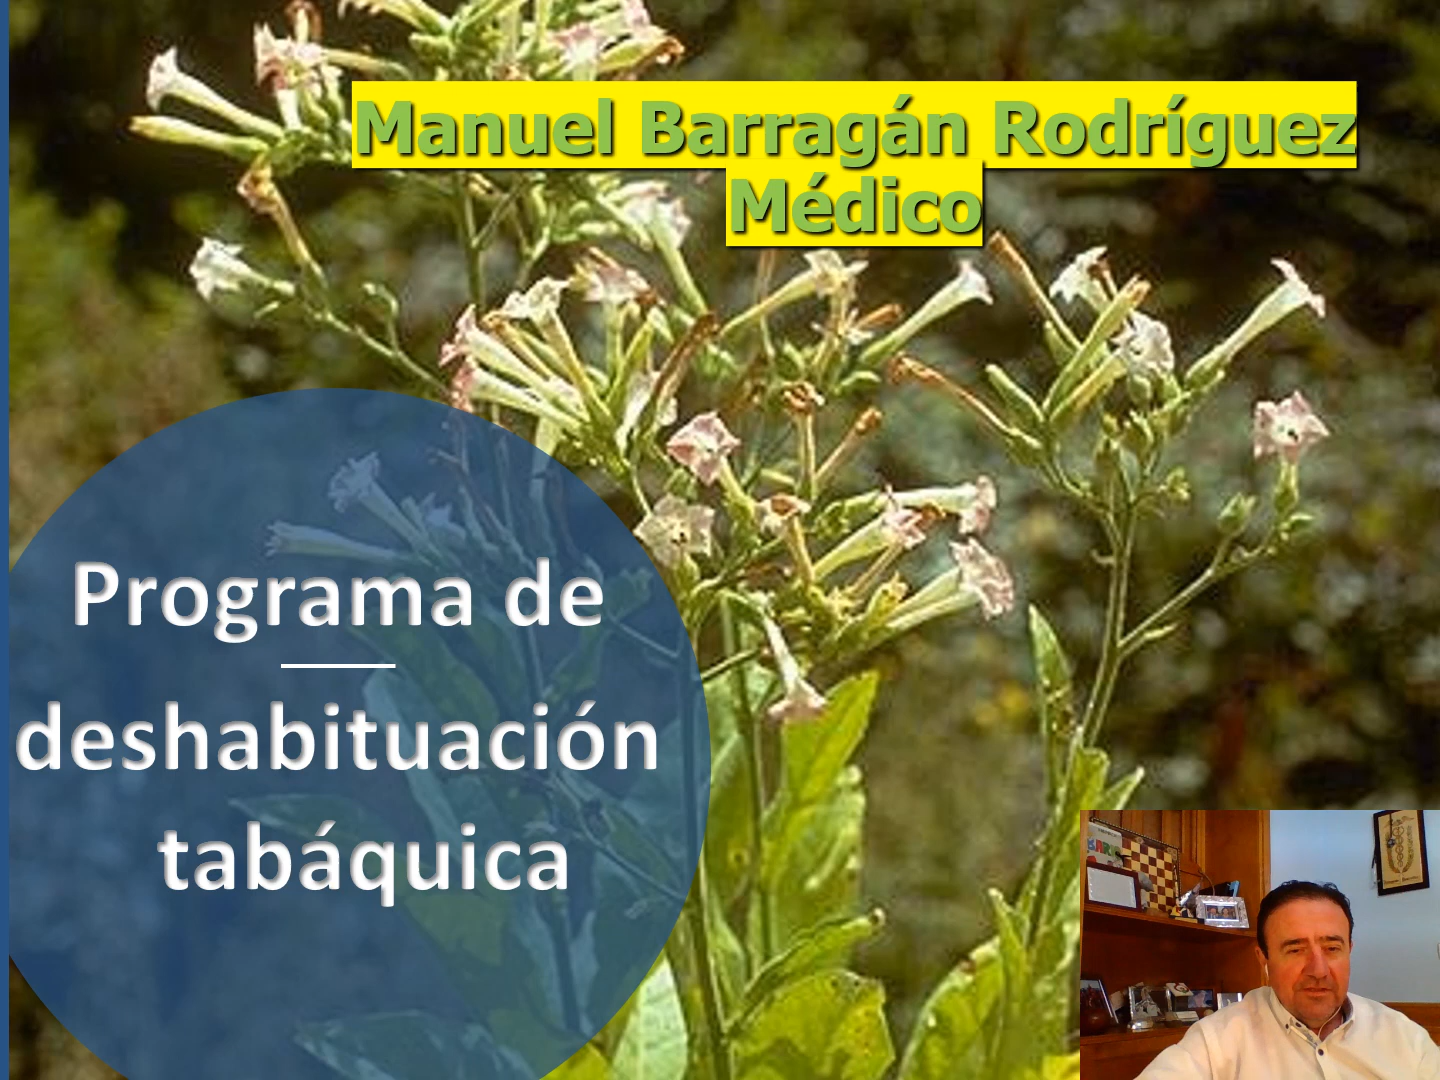 Manuel Barragán Rodríguez
Médico
Programa de
deshabituación
tabáquica